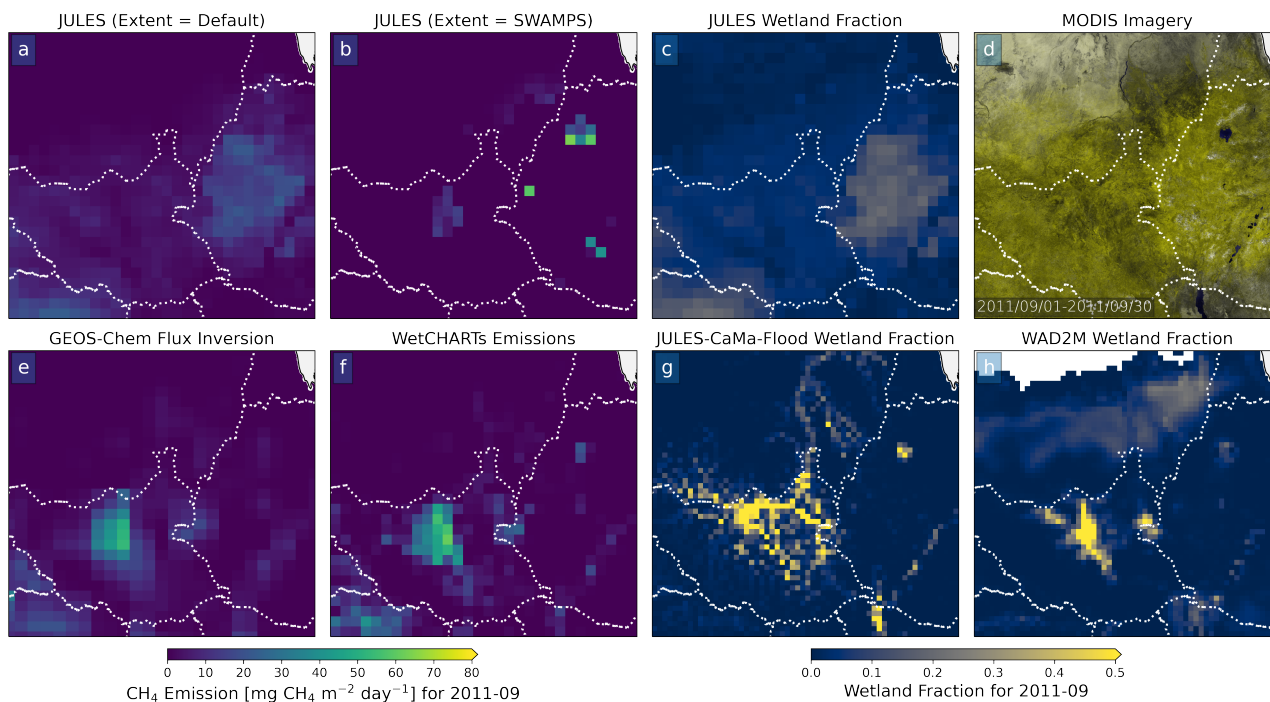 JULES (Extent = Default)
JULES (Extent = SWAMPS)
JULES Wetland Fraction
MODIS Imagery
a
b
c
d
2011/09/01-2011/09/30
GEOS-Chem Flux Inversion
WetCHARTs Emissions
JULES-CaMa-Flood Wetland Fraction
WAD2M Wetland Fraction
e
f
g
h
0 10 20 30 40 50 60 70 80
CH₄ Emission [mg CH₄ m⁻² day⁻¹] for 2011-09
0.0 0.1 0.2 0.3 0.4 0.5
Wetland Fraction for 2011-09